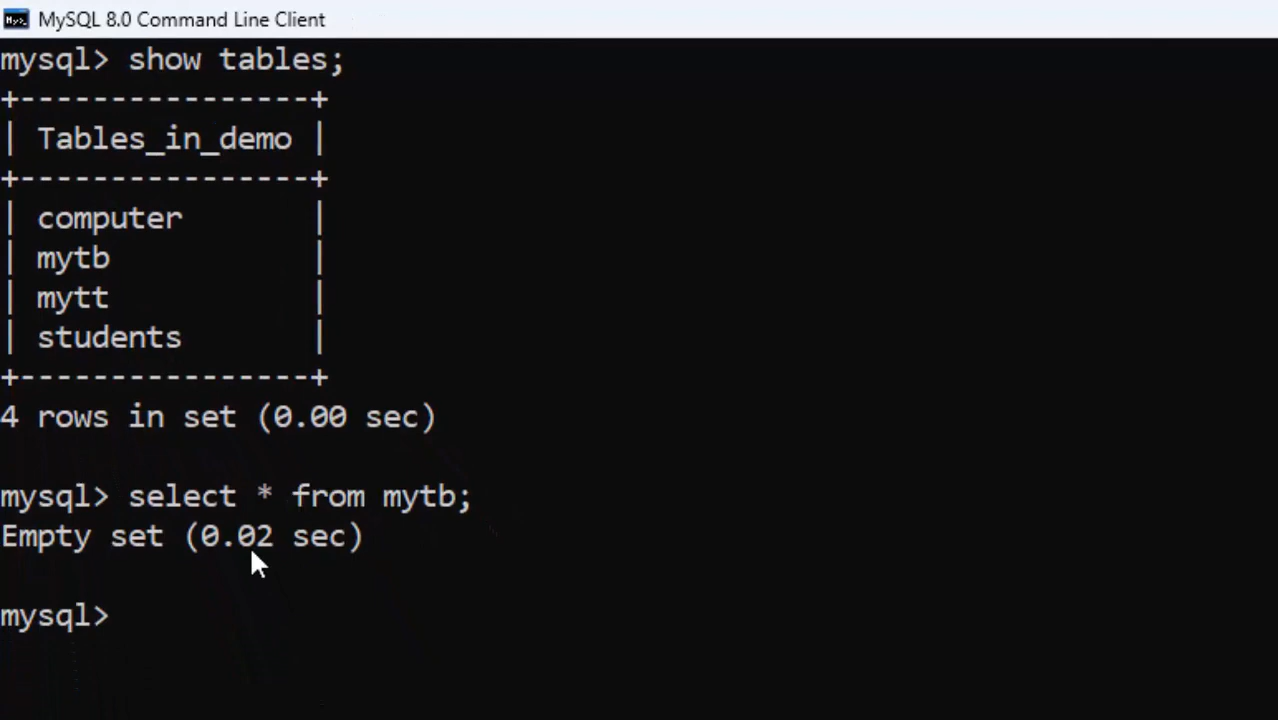 MySQL 8.0 Command Line Client
mysql> show tables;
+----------------+
| Tables_in_demo |
+----------------+
| computer       |
| mytb           |
| mytt           |
| students       |
+----------------+
4 rows in set (0.00 sec)
mysql> select * from mytb;
Empty set (0.02 sec)
mysql>